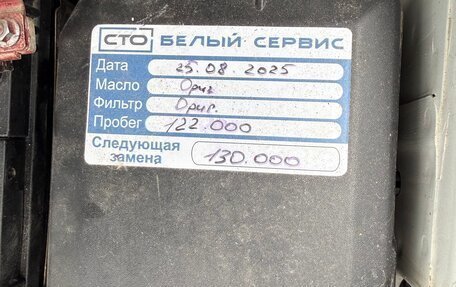 СТО БЕЛЫЙ СЕРВИС
Дата 25.08.2025
Масло Ориг
Фильтр Ориг.
Пробег 122.000
Следующая
замена 130.000